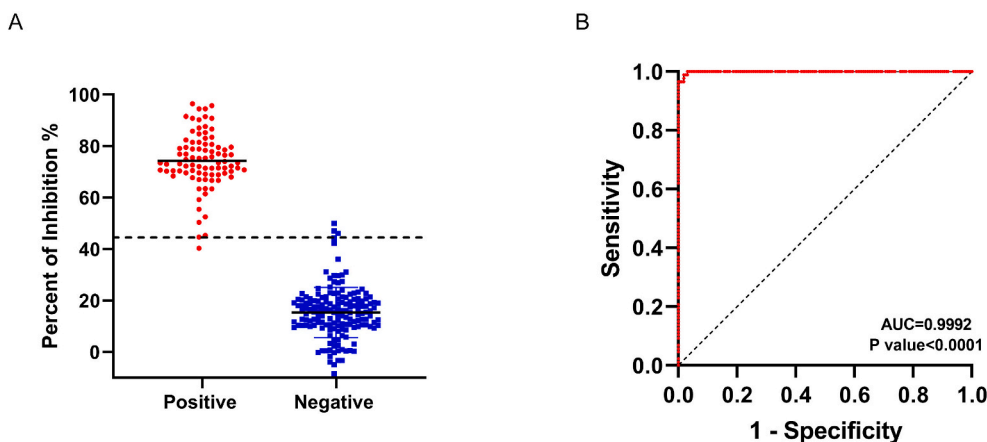 A
Percent of Inhibition %
100
80
60
40
20
0
Positive
Negative
B
Sensitivity
1.0
0.8
0.6
0.4
0.2
0.0
AUC=0.9992
P value<0.0001
0.0 0.2 0.4 0.6 0.8 1.0
1 - Specificity